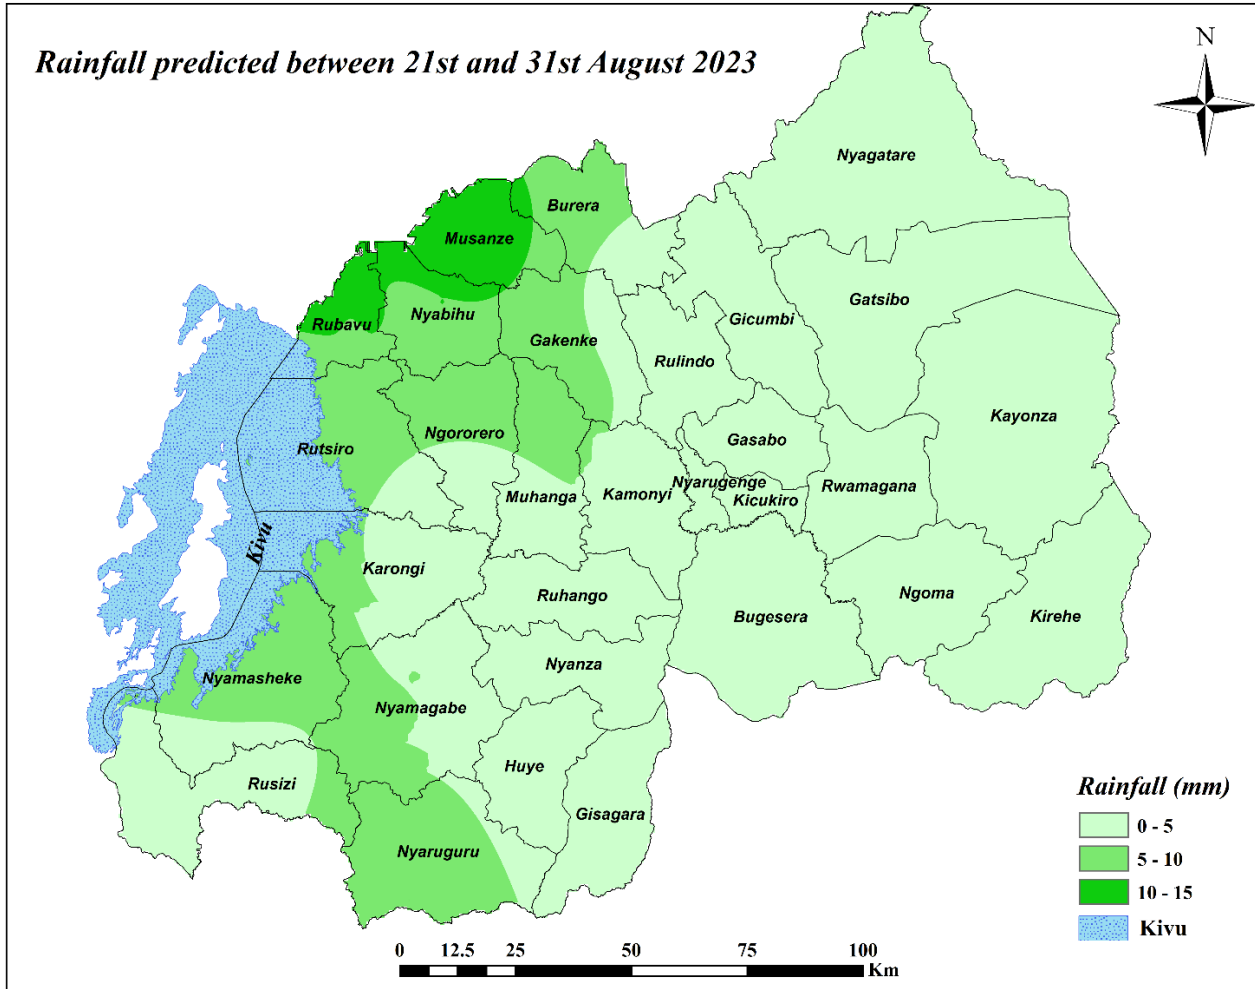 Rainfall predicted between 21st and 31st August 2023
N
Nyagatare
Burera
Musanze
Gatsibo
Nyabihu
Rubavu
Gicumbi
Gakenke
Rulindo
Kayonza
Ngororero
Gasabo
Rutsiro
Nyarugenge
Rwamagana
Muhanga
Kamonyi
Kicukiro
Kivu
Karongi
Ruhango
Ngoma
Bugesera
Kirehe
Nyanza
Nyamasheke
Nyamagabe
Huye
Rusizi
Gisagara
Nyaruguru
Rainfall (mm)
0 - 5
5 - 10
10 - 15
Kivu
0 12.5 25 50 75 100
Km